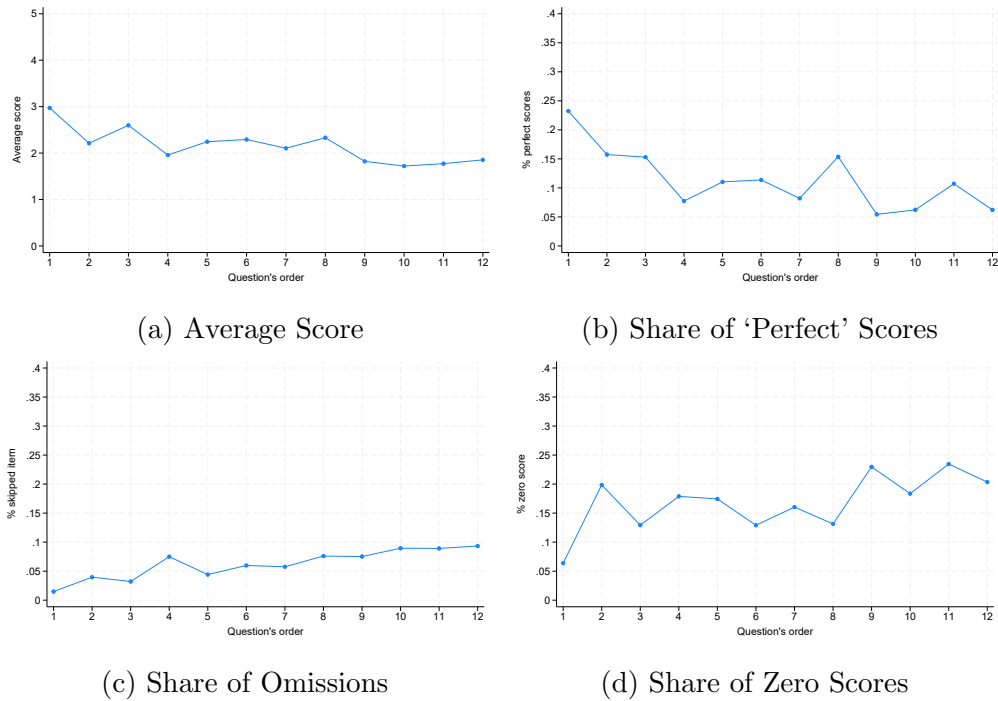 5
4
3
2
1
0
Average score
1 2 3 4 5 6 7 8 9 10 11 12
Question's order
(a) Average Score
.4
.35
.3
.25
.2
.15
.1
.05
0
% perfect scores
1 2 3 4 5 6 7 8 9 10 11 12
Question's order
(b) Share of ‘Perfect’ Scores
.4
.35
.3
.25
.2
.15
.1
.05
0
% skipped item
1 2 3 4 5 6 7 8 9 10 11 12
Question's order
(c) Share of Omissions
.4
.35
.3
.25
.2
.15
.1
.05
0
% zero score
1 2 3 4 5 6 7 8 9 10 11 12
Question's order
(d) Share of Zero Scores